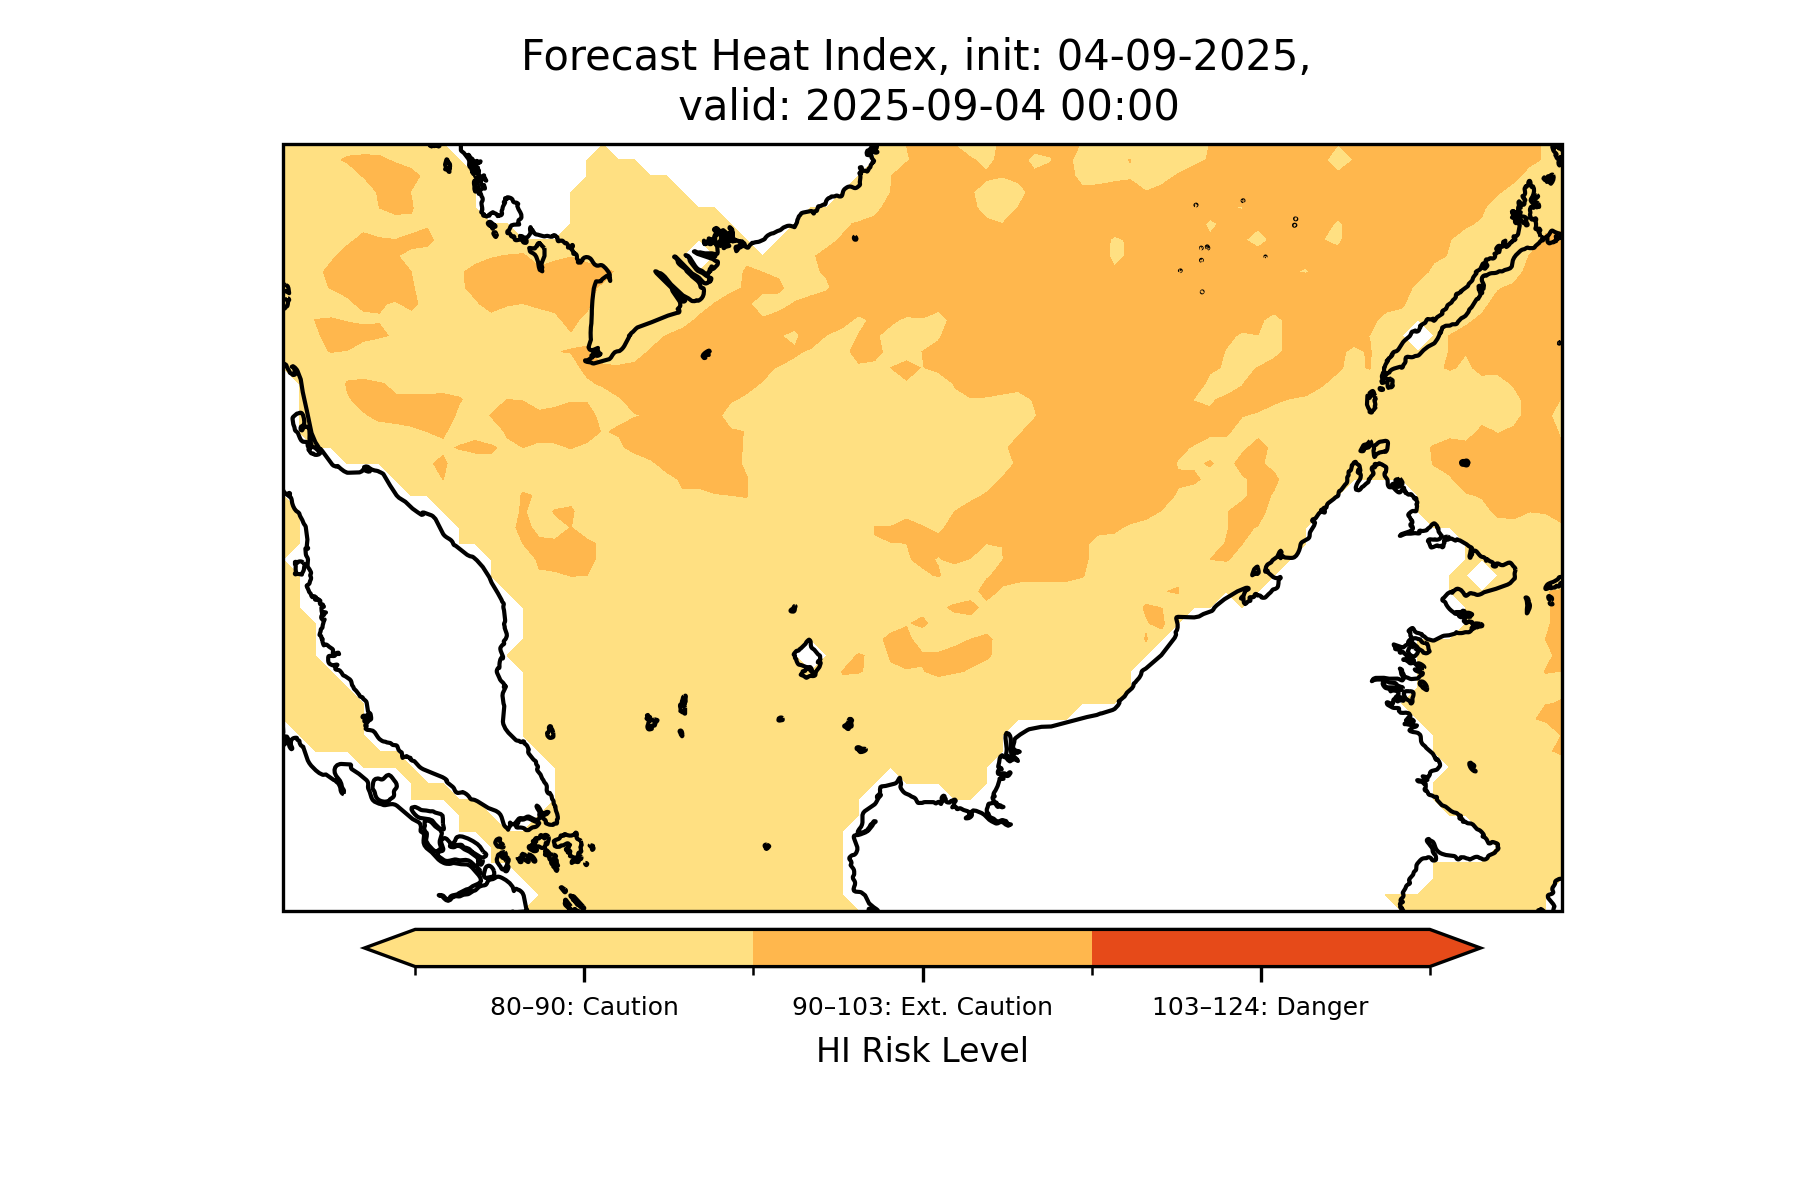 Forecast Heat Index, init: 04-09-2025,
valid: 2025-09-04 00:00
80–90: Caution
90–103: Ext. Caution
103–124: Danger
HI Risk Level